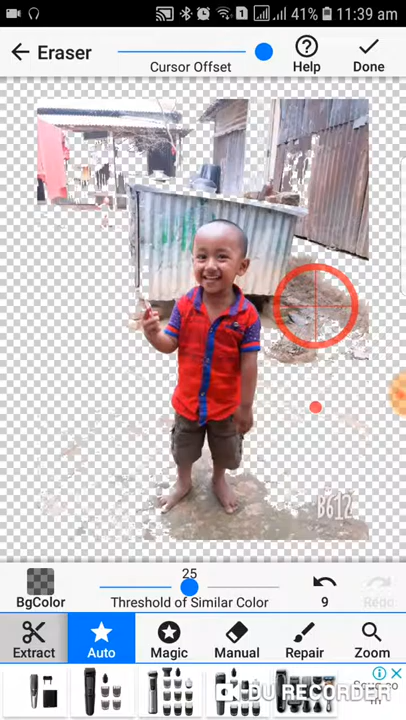 41% 11:39 am
Eraser
Cursor Offset
Help
Done
B612
25
BgColor
Threshold of Similar Color
9
Redo
Extract
Auto
Magic
Manual
Repair
Zoom
DU RECORDER